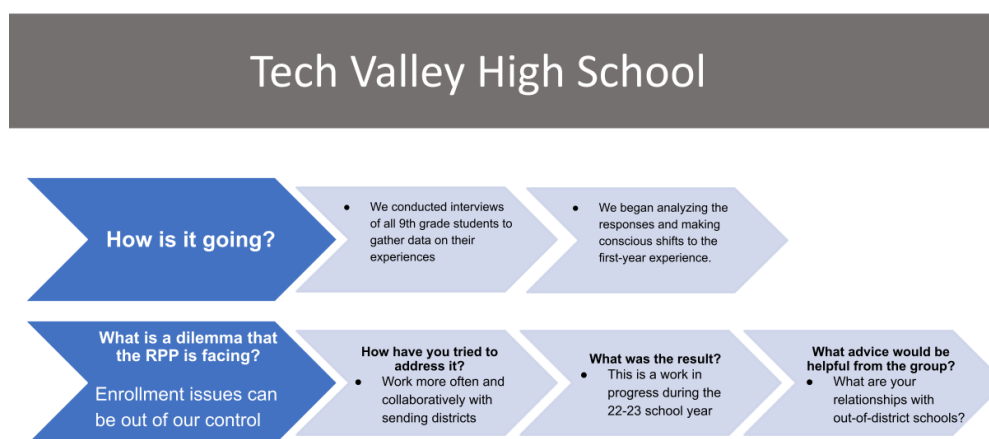 Tech Valley High School
How is it going?
● We conducted interviews
of all 9th grade students to
gather data on their
experiences
● We began analyzing the
responses and making
conscious shifts to the
first-year experience.
What is a dilemma that
the RPP is facing?
Enrollment issues can
be out of our control
How have you tried to
address it?
● Work more often and
collaboratively with
sending districts
What was the result?
● This is a work in
progress during the
22-23 school year
What advice would be
helpful from the group?
● What are your
relationships with
out-of-district schools?